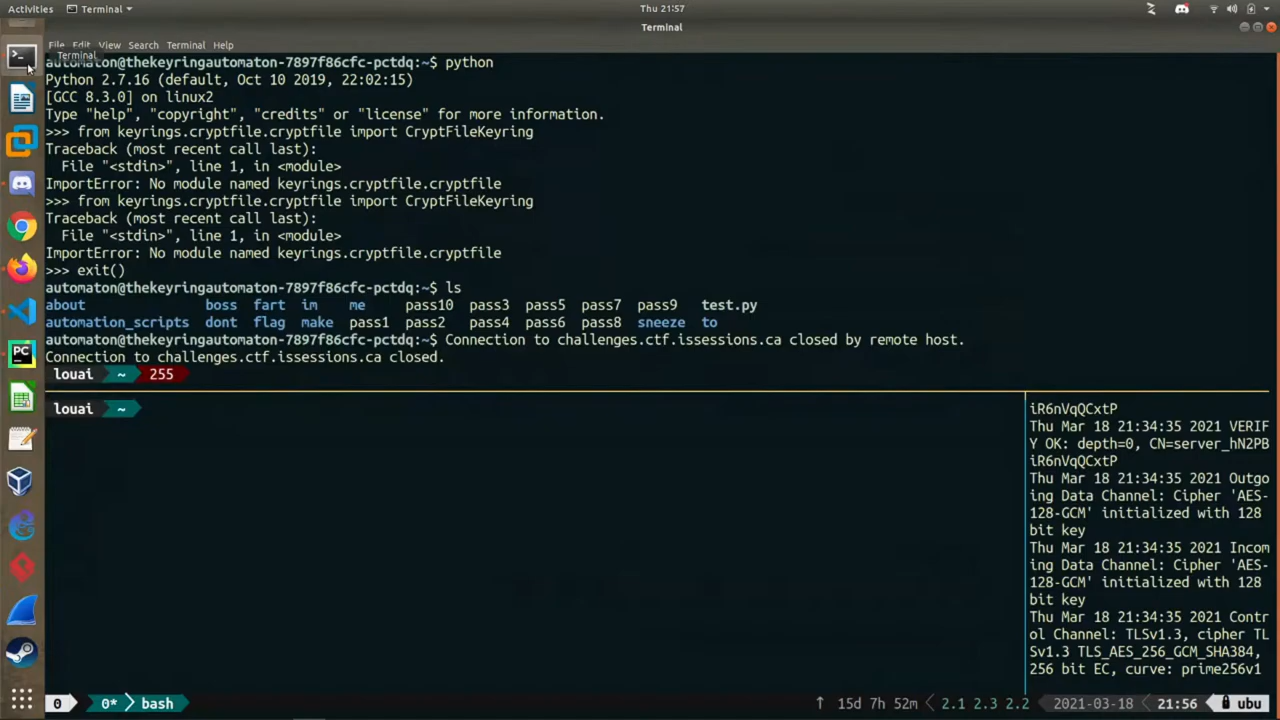 Activities Terminal Thu 21:57
Terminal
File Edit View Search Terminal Help
Terminal
automaton@thekeyringautomaton-7897f86cfc-pctdq:~$ python
Python 2.7.16 (default, Oct 10 2019, 22:02:15)
[GCC 8.3.0] on linux2
Type "help", "copyright", "credits" or "license" for more information.
>>> from keyrings.cryptfile.cryptfile import CryptFileKeyring
Traceback (most recent call last):
  File "<stdin>", line 1, in <module>
ImportError: No module named keyrings.cryptfile.cryptfile
>>> from keyrings.cryptfile.cryptfile import CryptFileKeyring
Traceback (most recent call last):
  File "<stdin>", line 1, in <module>
ImportError: No module named keyrings.cryptfile.cryptfile
>>> exit()
automaton@thekeyringautomaton-7897f86cfc-pctdq:~$ ls
about boss fart im me pass10 pass3 pass5 pass7 pass9 test.py
automation_scripts dont flag make pass1 pass2 pass4 pass6 pass8 sneeze to
automaton@thekeyringautomaton-7897f86cfc-pctdq:~$ Connection to challenges.ctf.issessions.ca closed by remote host.
Connection to challenges.ctf.issessions.ca closed.
louai ~ 255
louai ~
iR6nVqQCxtP
Thu Mar 18 21:34:35 2021 VERIF
Y OK: depth=0, CN=server_hN2PB
iR6nVqQCxtP
Thu Mar 18 21:34:35 2021 Outgo
ing Data Channel: Cipher 'AES-
128-GCM' initialized with 128
bit key
Thu Mar 18 21:34:35 2021 Incom
ing Data Channel: Cipher 'AES-
128-GCM' initialized with 128
bit key
Thu Mar 18 21:34:35 2021 Contr
ol Channel: TLSv1.3, cipher TL
Sv1.3 TLS_AES_256_GCM_SHA384,
256 bit EC, curve: prime256v1
0 0* bash ↑ 15d 7h 52m 2.1 2.3 2.2 2021-03-18 21:56 ubu